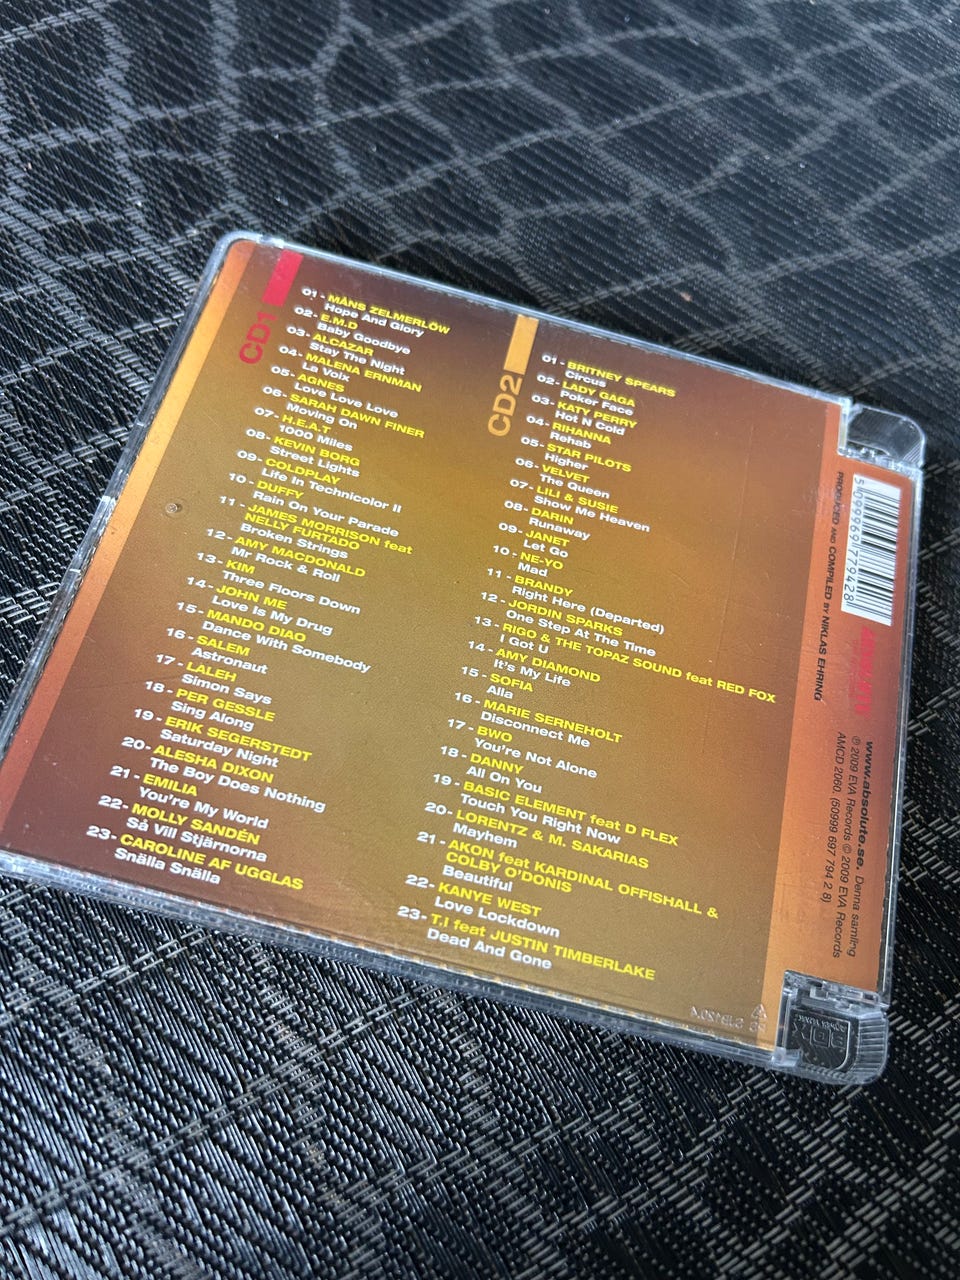 CD1
01 - MÅNS ZELMERLÖW
Hope And Glory
02 - E.M.D
Baby Goodbye
03 - ALCAZAR
Stay The Night
04 - MALENA ERNMAN
La Voix
05 - AGNES
Love Love Love
06 - SARAH DAWN FINER
Moving On
07 - H.E.A.T
1000 Miles
08 - KEVIN BORG
Street Lights
09 - COLDPLAY
Life In Technicolor II
10 - DUFFY
Rain On Your Parade
11 - JAMES MORRISON feat
NELLY FURTADO
Broken Strings
12 - AMY MACDONALD
Mr Rock & Roll
13 - KIM
Three Floors Down
14 - JOHN ME
Love Is My Drug
15 - MANDO DIAO
Dance With Somebody
16 - SALEM
Astronaut
17 - LALEH
Simon Says
18 - PER GESSLE
Sing Along
19 - ERIK SEGERSTEDT
Saturday Night
20 - ALESHA DIXON
The Boy Does Nothing
21 - EMILIA
You're My World
22 - MOLLY SANDÉN
Så Vill Stjärnorna
23 - CAROLINE AF UGGLAS
Snälla Snälla
CD2
01 - BRITNEY SPEARS
Circus
02 - LADY GAGA
Poker Face
03 - KATY PERRY
Hot N Cold
04 - RIHANNA
Rehab
05 - STAR PILOTS
Higher
06 - VELVET
The Queen
07 - LILI & SUSIE
Show Me Heaven
08 - DARIN
Runaway
09 - JANET
Let Go
10 - NE-YO
Mad
11 - BRANDY
Right Here (Departed)
12 - JORDIN SPARKS
One Step At The Time
13 - RIGO & THE TOPAZ SOUND feat RED FOX
I Got U
14 - AMY DIAMOND
It's My Life
15 - SOFIA
Alla
16 - MARIE SERNEHOLT
Disconnect Me
17 - BWO
You're Not Alone
18 - DANNY
All On You
19 - BASIC ELEMENT feat D FLEX
Touch You Right Now
20 - LORENTZ & M. SAKARIAS
Mayhem
21 - AKON feat KARDINAL OFFISHALL &
COLBY O'DONIS
Beautiful
22 - KANYE WEST
Love Lockdown
23 - T.I feat JUSTIN TIMBERLAKE
Dead And Gone
5 099969 779428
PRODUCED AND COMPILED BY NIKLAS EHRING
www.absolute.se. Denna samling
℗ 2009 EVA Records © 2009 EVA Records
AMCD 2060. (50999 697 794 2 8)